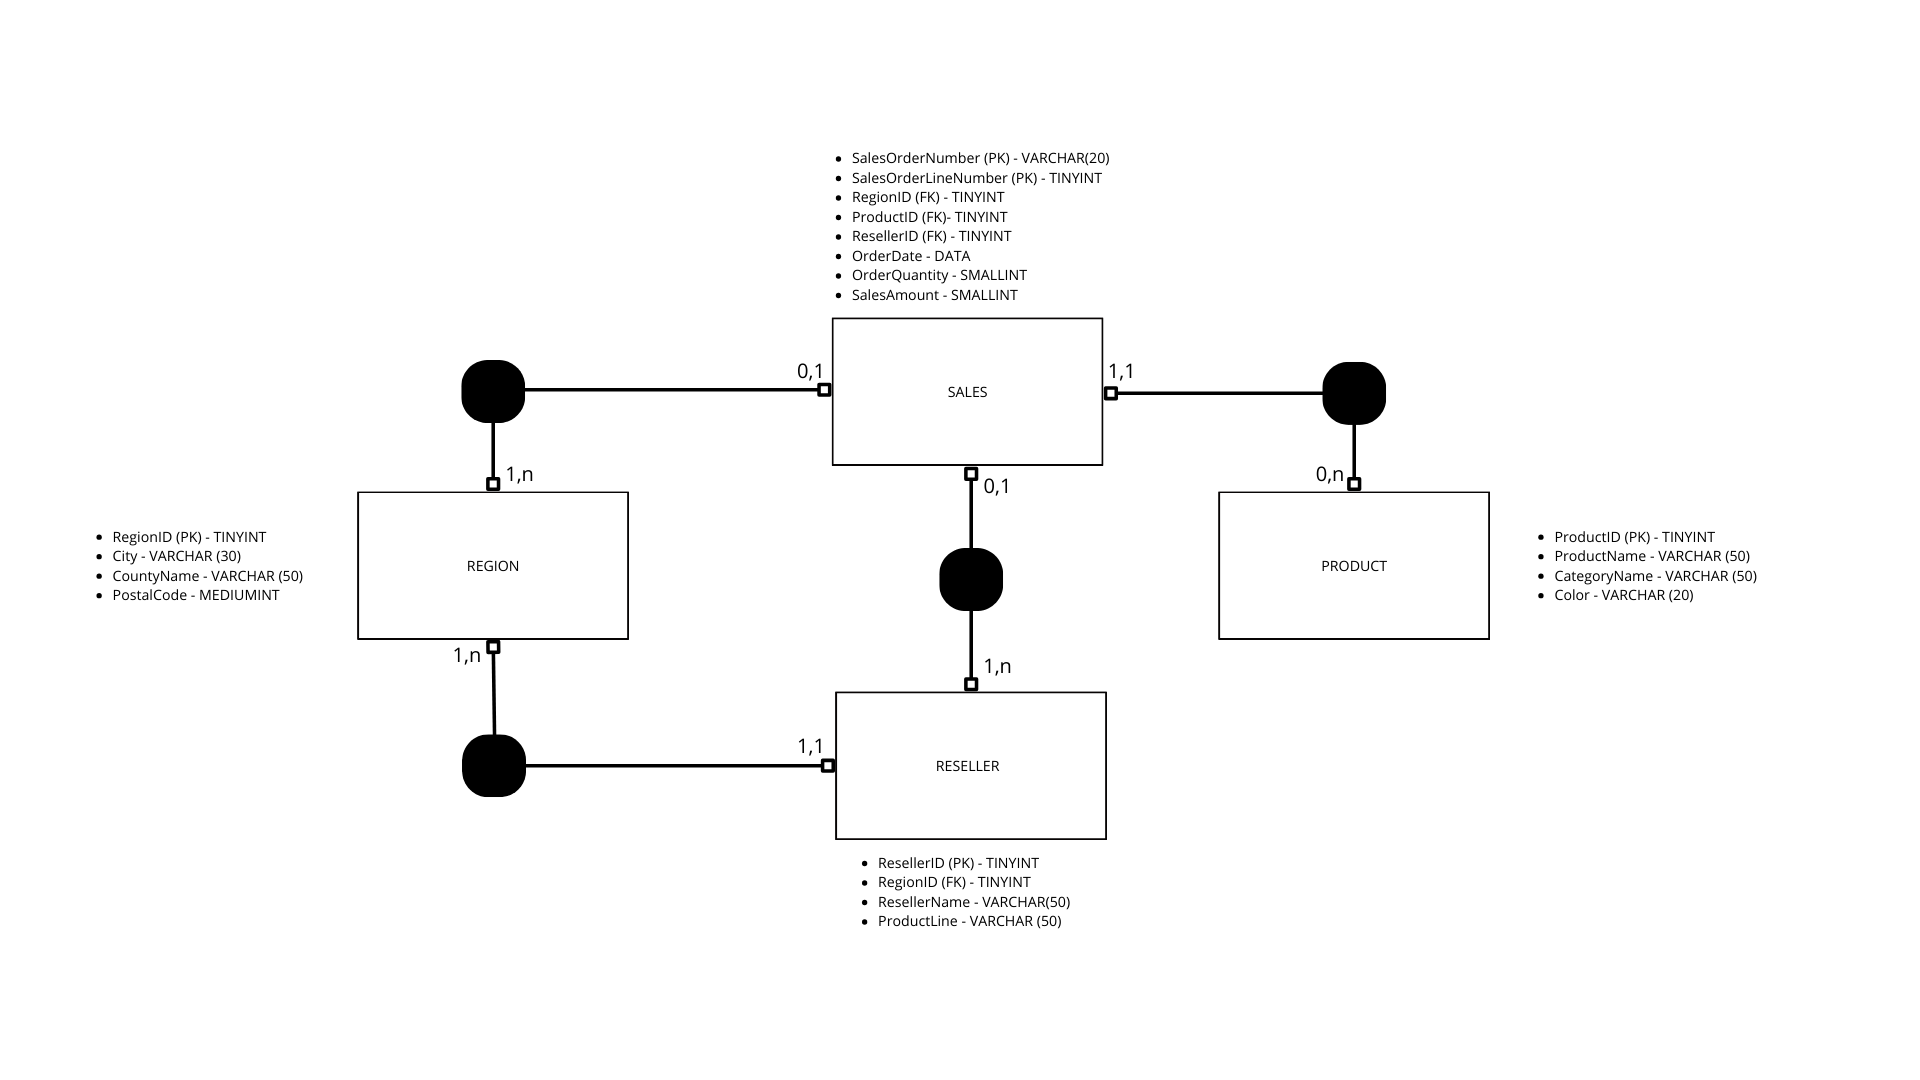 SalesOrderNumber (PK) - VARCHAR(20)
SalesOrderLineNumber (PK) - TINYINT
RegionID (FK) - TINYINT
ProductID (FK)- TINYINT
ResellerID (FK) - TINYINT
OrderDate - DATA
OrderQuantity - SMALLINT
SalesAmount - SMALLINT
0,1
1,1
SALES
1,n
0,n
0,1
RegionID (PK) - TINYINT
City - VARCHAR (30)
CountyName - VARCHAR (50)
PostalCode - MEDIUMINT
REGION
PRODUCT
ProductID (PK) - TINYINT
ProductName - VARCHAR (50)
CategoryName - VARCHAR (50)
Color - VARCHAR (20)
1,n
1,n
1,1
RESELLER
ResellerID (PK) - TINYINT
RegionID (FK) - TINYINT
ResellerName - VARCHAR(50)
ProductLine - VARCHAR (50)